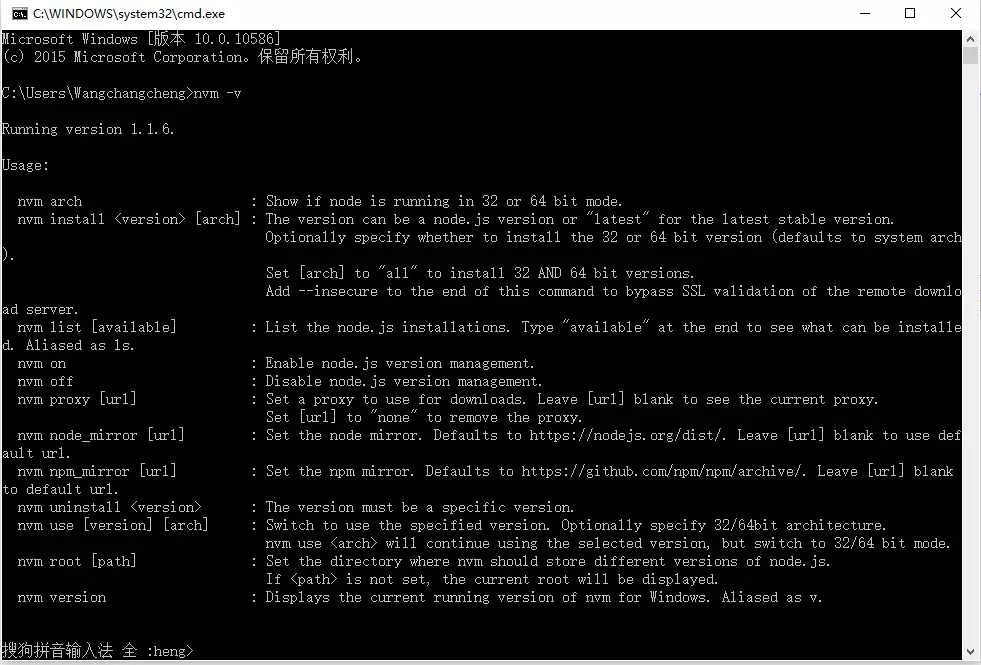 C:\WINDOWS\system32\cmd.exe
Microsoft Windows [版本 10.0.10586]
(c) 2015 Microsoft Corporation。保留所有权利。
C:\Users\Wangchangcheng>nvm -v
Running version 1.1.6.
Usage:
nvm arch : Show if node is running in 32 or 64 bit mode.
nvm install <version> [arch] : The version can be a node.js version or "latest" for the latest stable version.
Optionally specify whether to install the 32 or 64 bit version (defaults to system arch
).
Set [arch] to "all" to install 32 AND 64 bit versions.
Add --insecure to the end of this command to bypass SSL validation of the remote downlo
ad server.
nvm list [available] : List the node.js installations. Type "available" at the end to see what can be installe
d. Aliased as ls.
nvm on : Enable node.js version management.
nvm off : Disable node.js version management.
nvm proxy [url] : Set a proxy to use for downloads. Leave [url] blank to see the current proxy.
Set [url] to "none" to remove the proxy.
nvm node_mirror [url] : Set the node mirror. Defaults to https://nodejs.org/dist/. Leave [url] blank to use def
ault url.
nvm npm_mirror [url] : Set the npm mirror. Defaults to https://github.com/npm/npm/archive/. Leave [url] blank
to default url.
nvm uninstall <version> : The version must be a specific version.
nvm use [version] [arch] : Switch to use the specified version. Optionally specify 32/64bit architecture.
nvm use <arch> will continue using the selected version, but switch to 32/64 bit mode.
nvm root [path] : Set the directory where nvm should store different versions of node.js.
If <path> is not set, the current root will be displayed.
nvm version : Displays the current running version of nvm for Windows. Aliased as v.
搜狗拼音输入法 全 :heng>